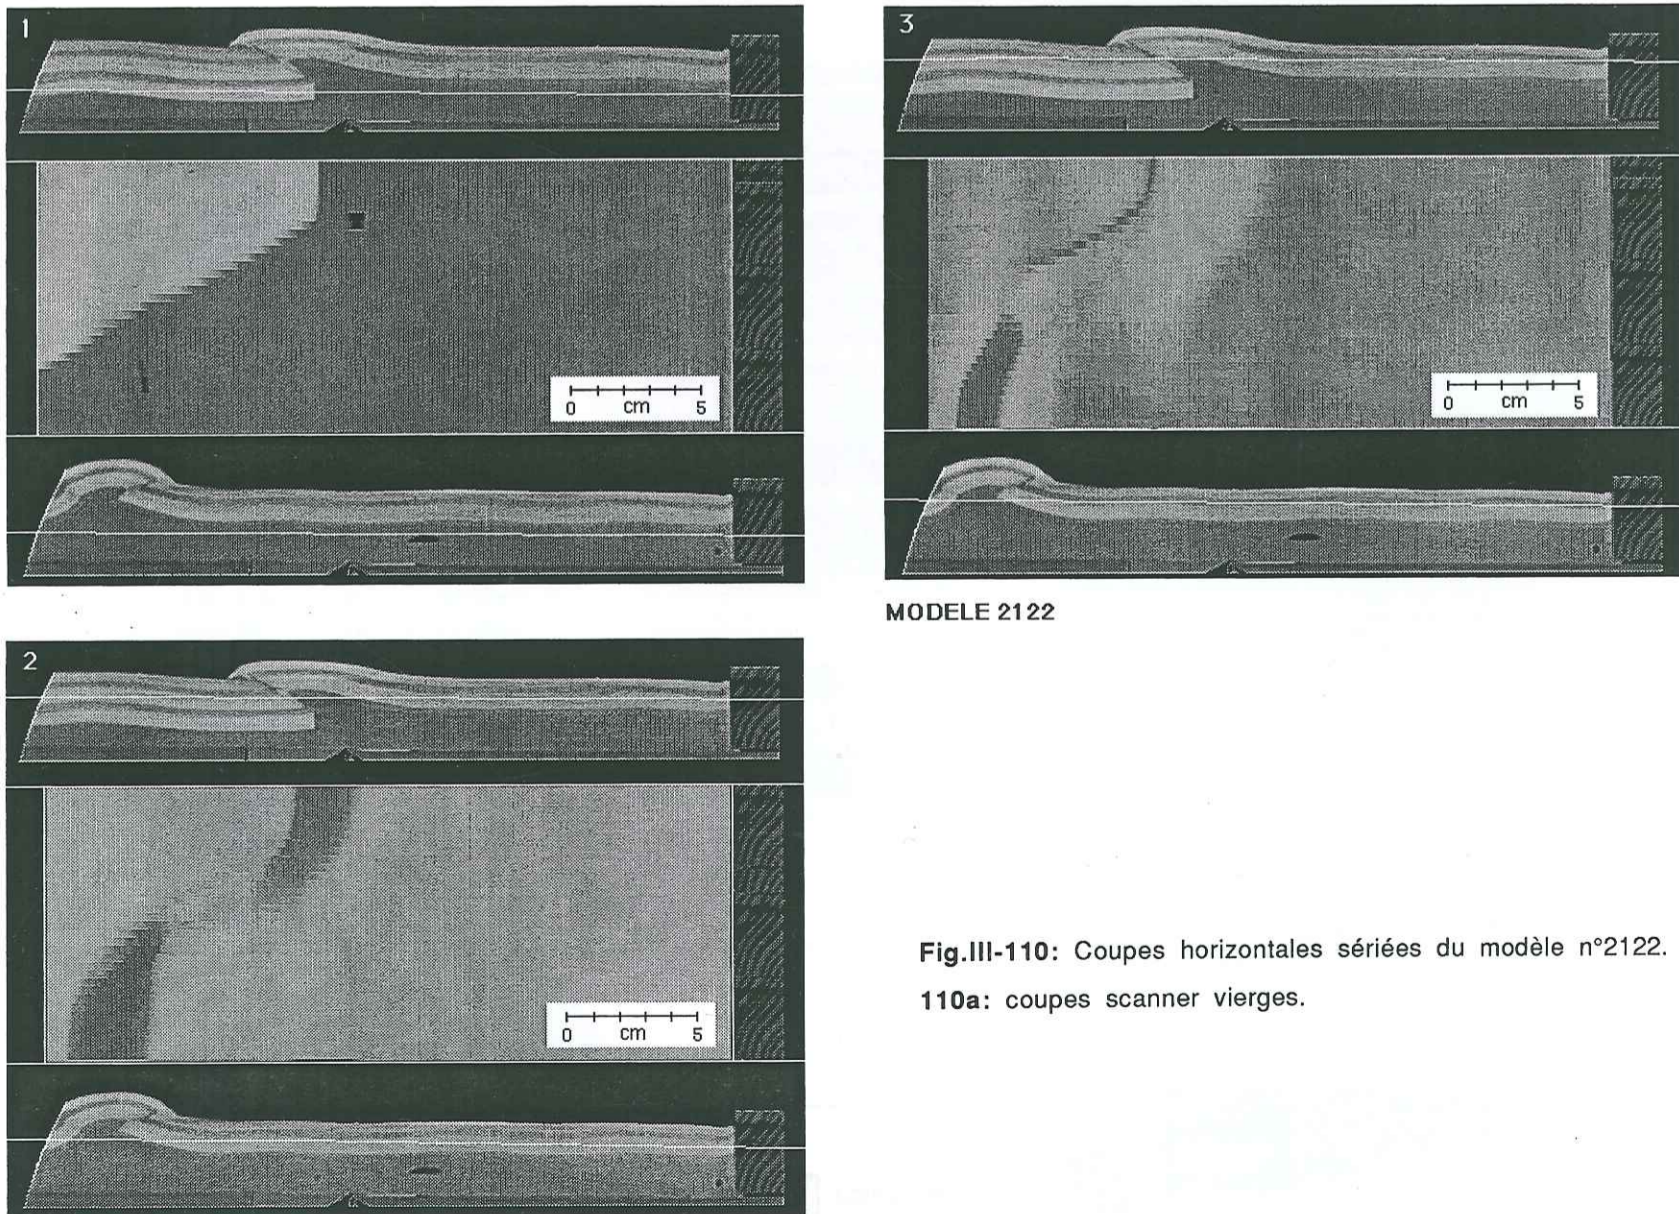 1
0 cm 5
3
0 cm 5
MODELE 2122
2
0 cm 5
Fig.III-110: Coupes horizontales sériées du modèle n°2122.
110a: coupes scanner vierges.